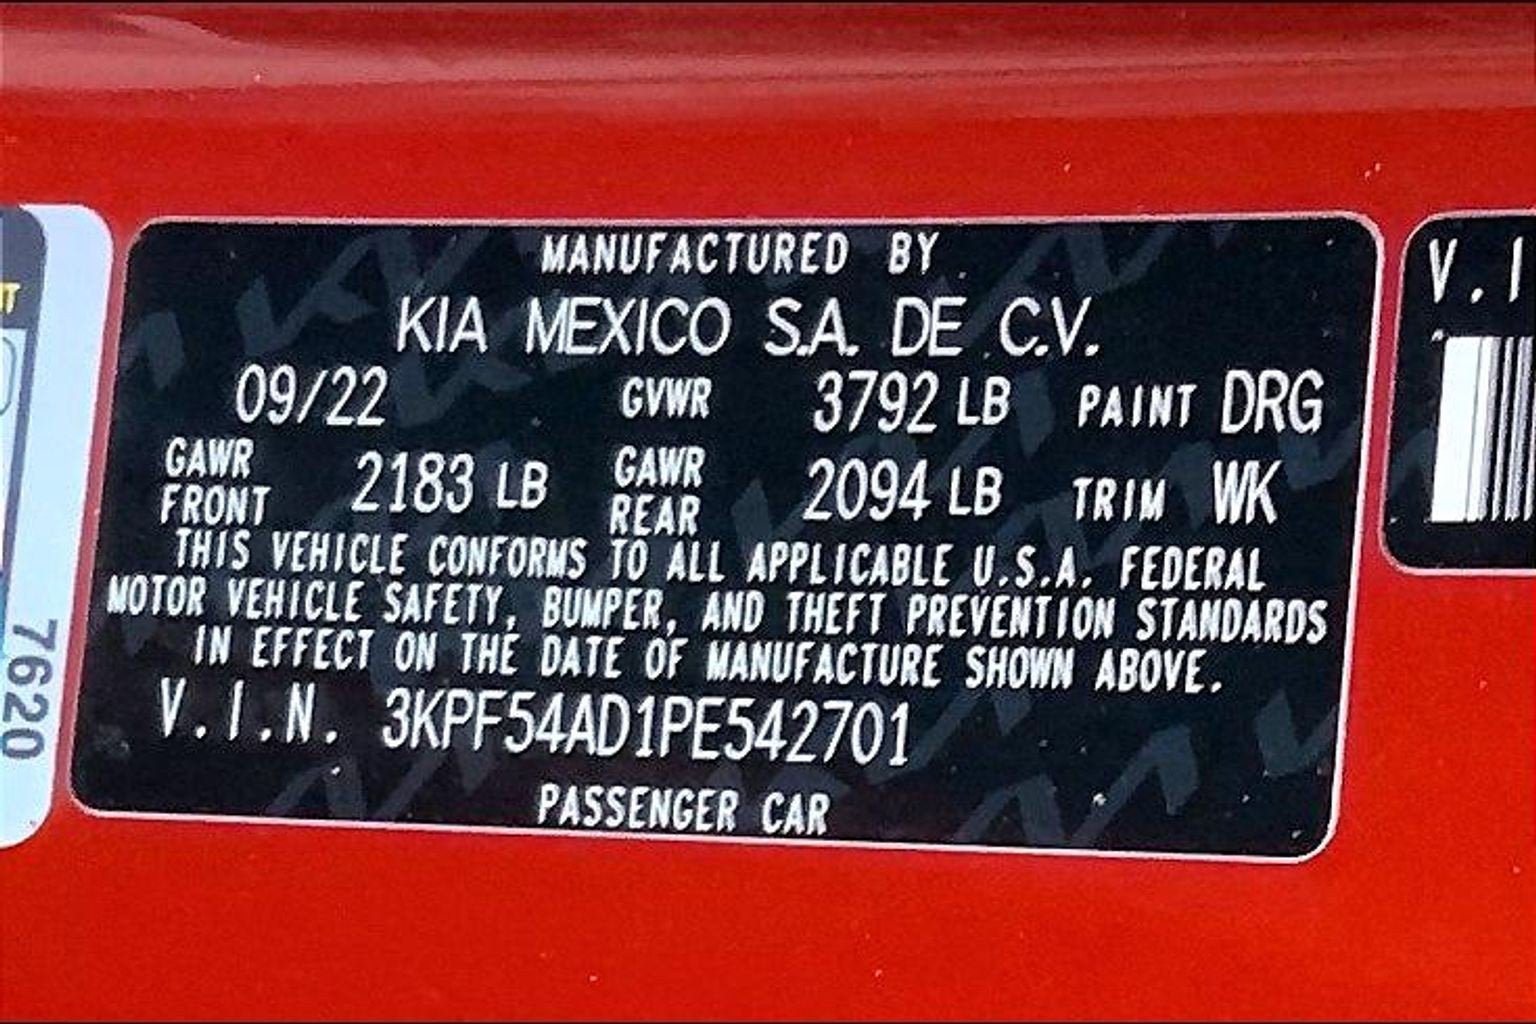 MANUFACTURED BY
KIA MEXICO S.A. DE C.V.
09/22 GVWR 3792 LB PAINT DRG
GAWR FRONT 2183 LB GAWR REAR 2094 LB TRIM WK
THIS VEHICLE CONFORMS TO ALL APPLICABLE U.S.A. FEDERAL
MOTOR VEHICLE SAFETY, BUMPER, AND THEFT PREVENTION STANDARDS
IN EFFECT ON THE DATE OF MANUFACTURE SHOWN ABOVE.
V.I.N. 3KPF54AD1PE542701
PASSENGER CAR
7620
V.I